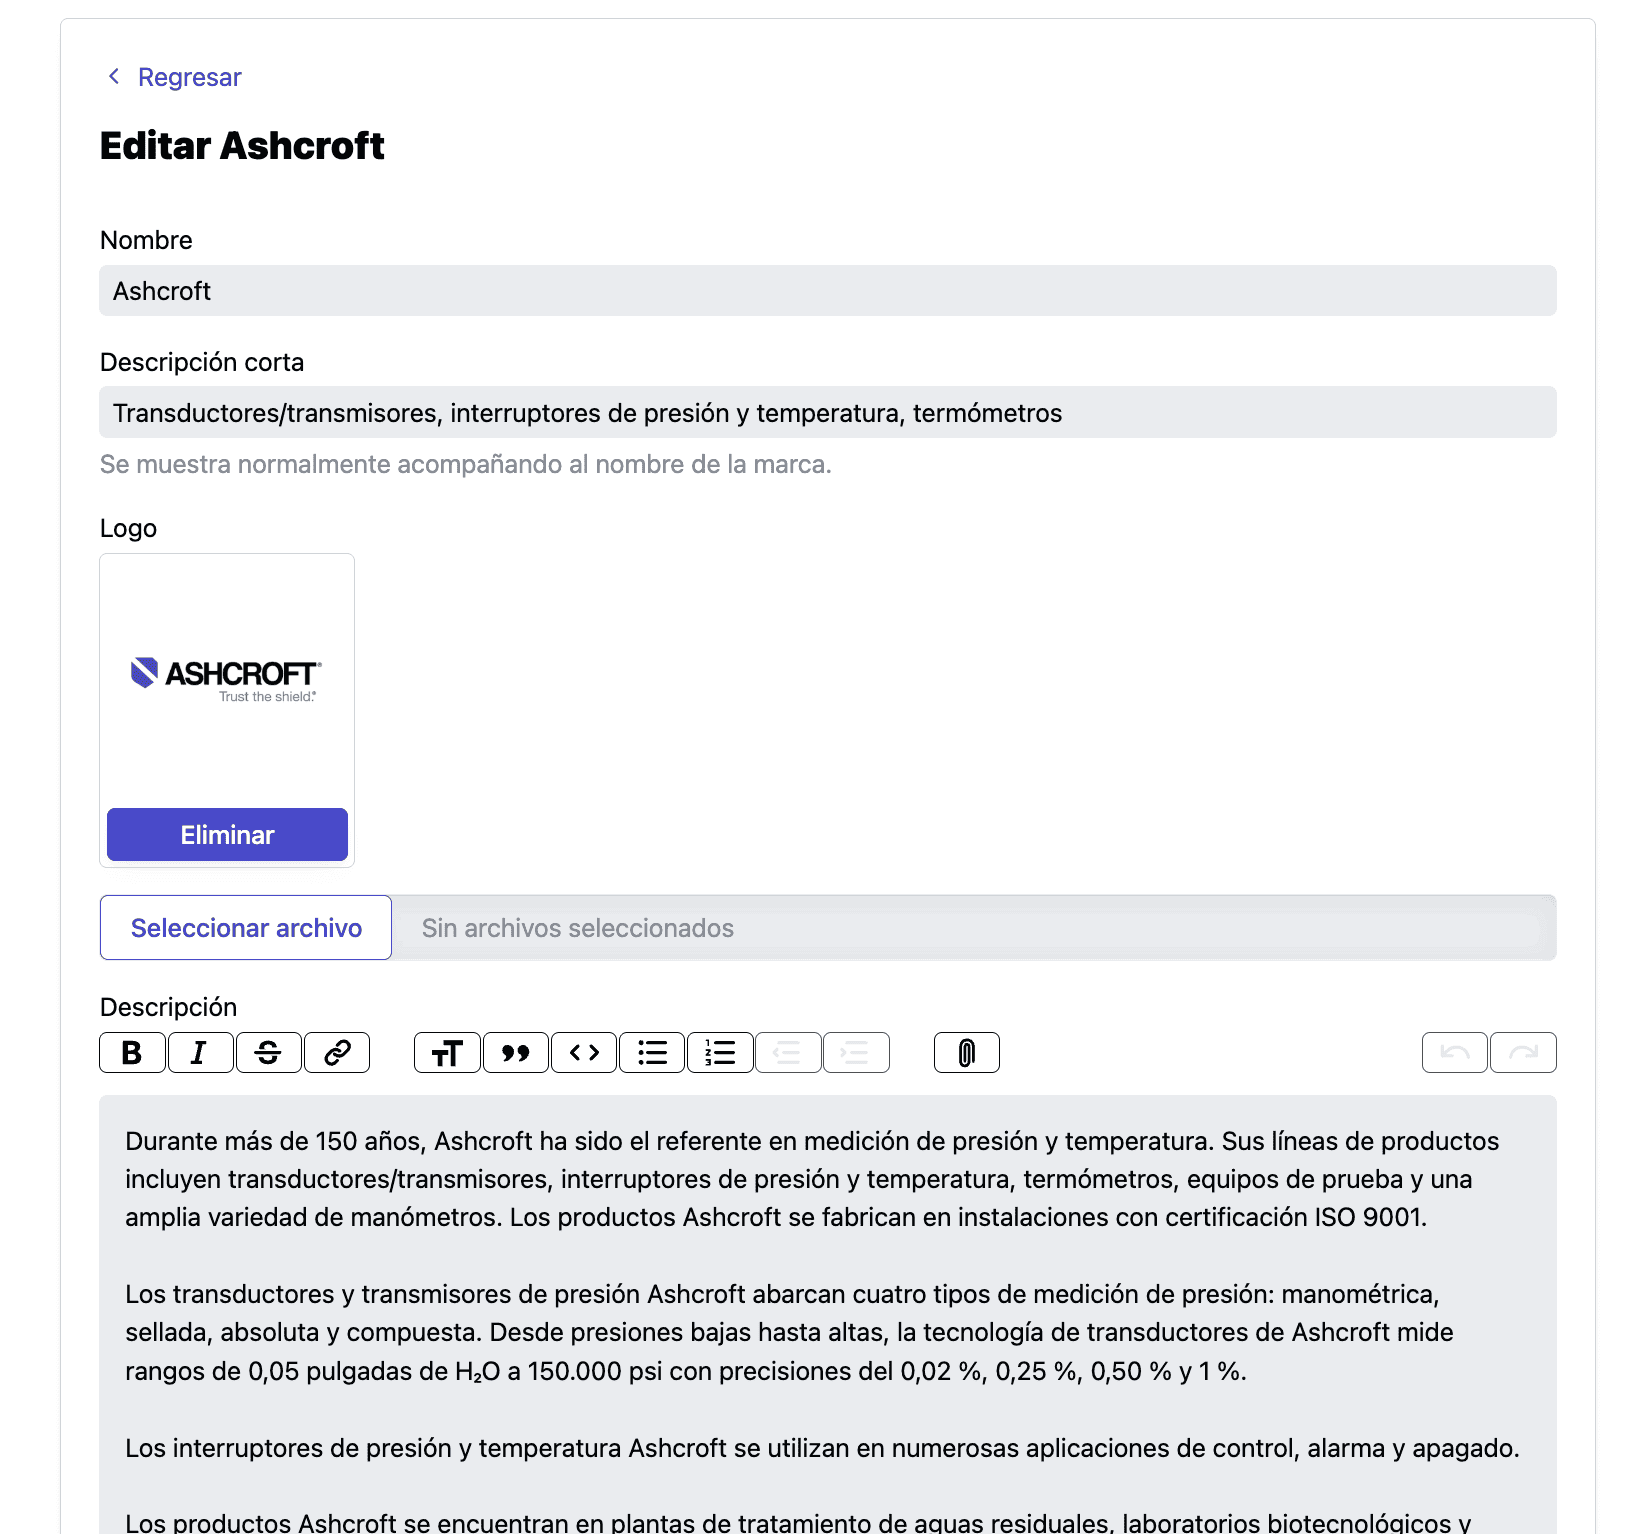 Regresar
Editar Ashcroft
Nombre
Ashcroft
Descripción corta
Transductores/transmisores, interruptores de presión y temperatura, termómetros
Se muestra normalmente acompañando al nombre de la marca.
Logo
ASHCROFT®
Trust the shield.®
Eliminar
Seleccionar archivo Sin archivos seleccionados
Descripción
Durante más de 150 años, Ashcroft ha sido el referente en medición de presión y temperatura. Sus líneas de productos
incluyen transductores/transmisores, interruptores de presión y temperatura, termómetros, equipos de prueba y una
amplia variedad de manómetros. Los productos Ashcroft se fabrican en instalaciones con certificación ISO 9001.
Los transductores y transmisores de presión Ashcroft abarcan cuatro tipos de medición de presión: manométrica,
sellada, absoluta y compuesta. Desde presiones bajas hasta altas, la tecnología de transductores de Ashcroft mide
rangos de 0,05 pulgadas de H₂O a 150.000 psi con precisiones del 0,02 %, 0,25 %, 0,50 % y 1 %.
Los interruptores de presión y temperatura Ashcroft se utilizan en numerosas aplicaciones de control, alarma y apagado.
Los productos Ashcroft se encuentran en plantas de tratamiento de aguas residuales, laboratorios biotecnológicos y